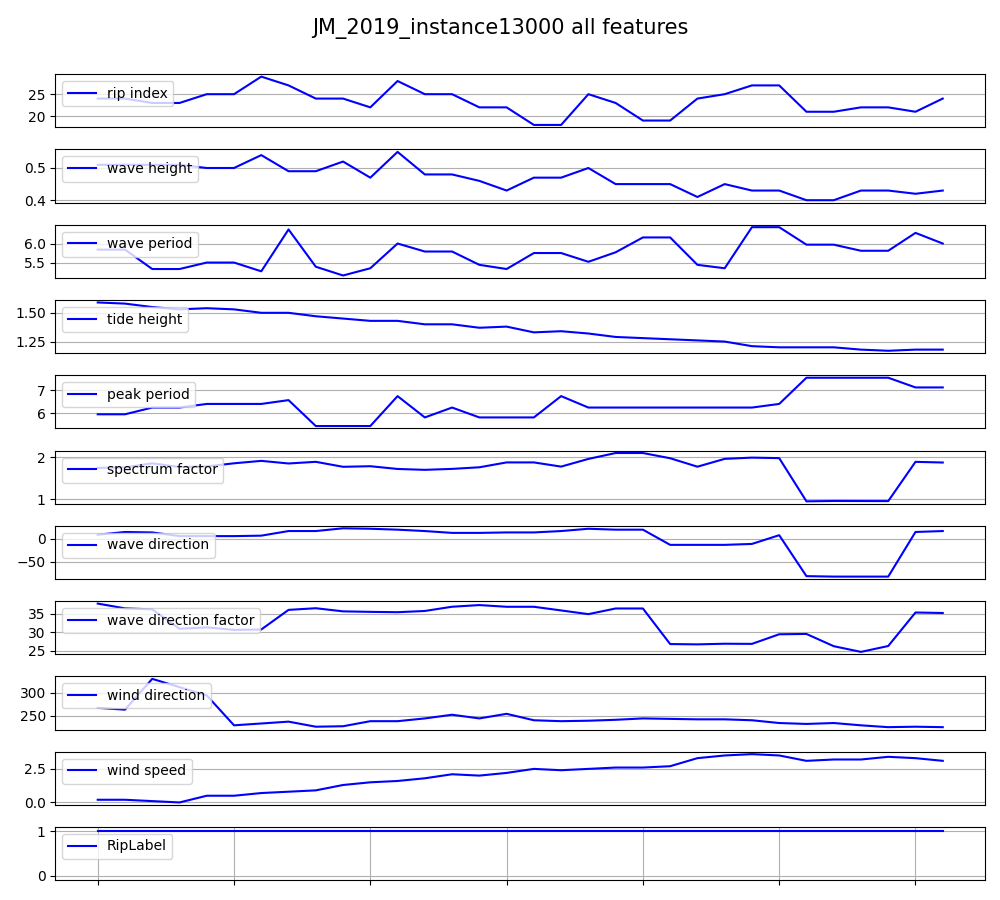 JM_2019_instance13000 all features
25
20
rip index
0.5
0.4
wave height
6.0
5.5
wave period
1.50
1.25
tide height
7
6
peak period
2
1
spectrum factor
0
−50
wave direction
35
30
25
wave direction factor
300
250
wind direction
2.5
0.0
wind speed
1
0
RipLabel